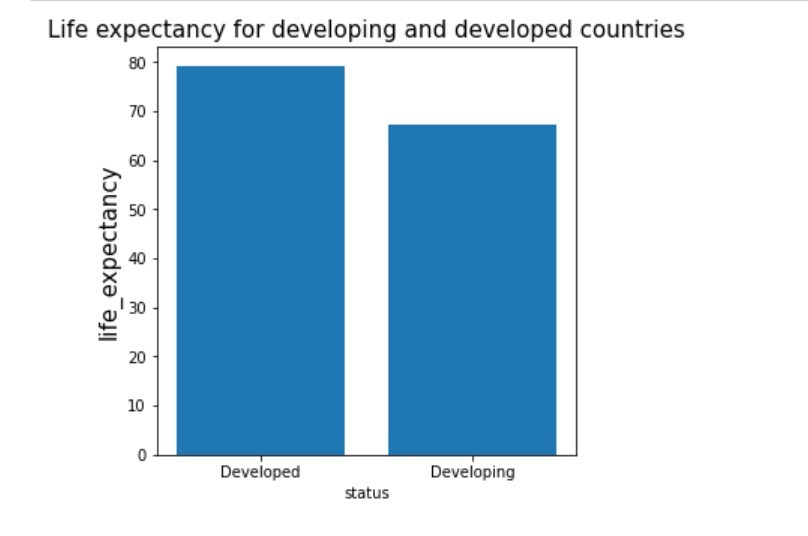 Life expectancy for developing and developed countries
life_expectancy
80
70
60
50
40
30
20
10
0
Developed
Developing
status